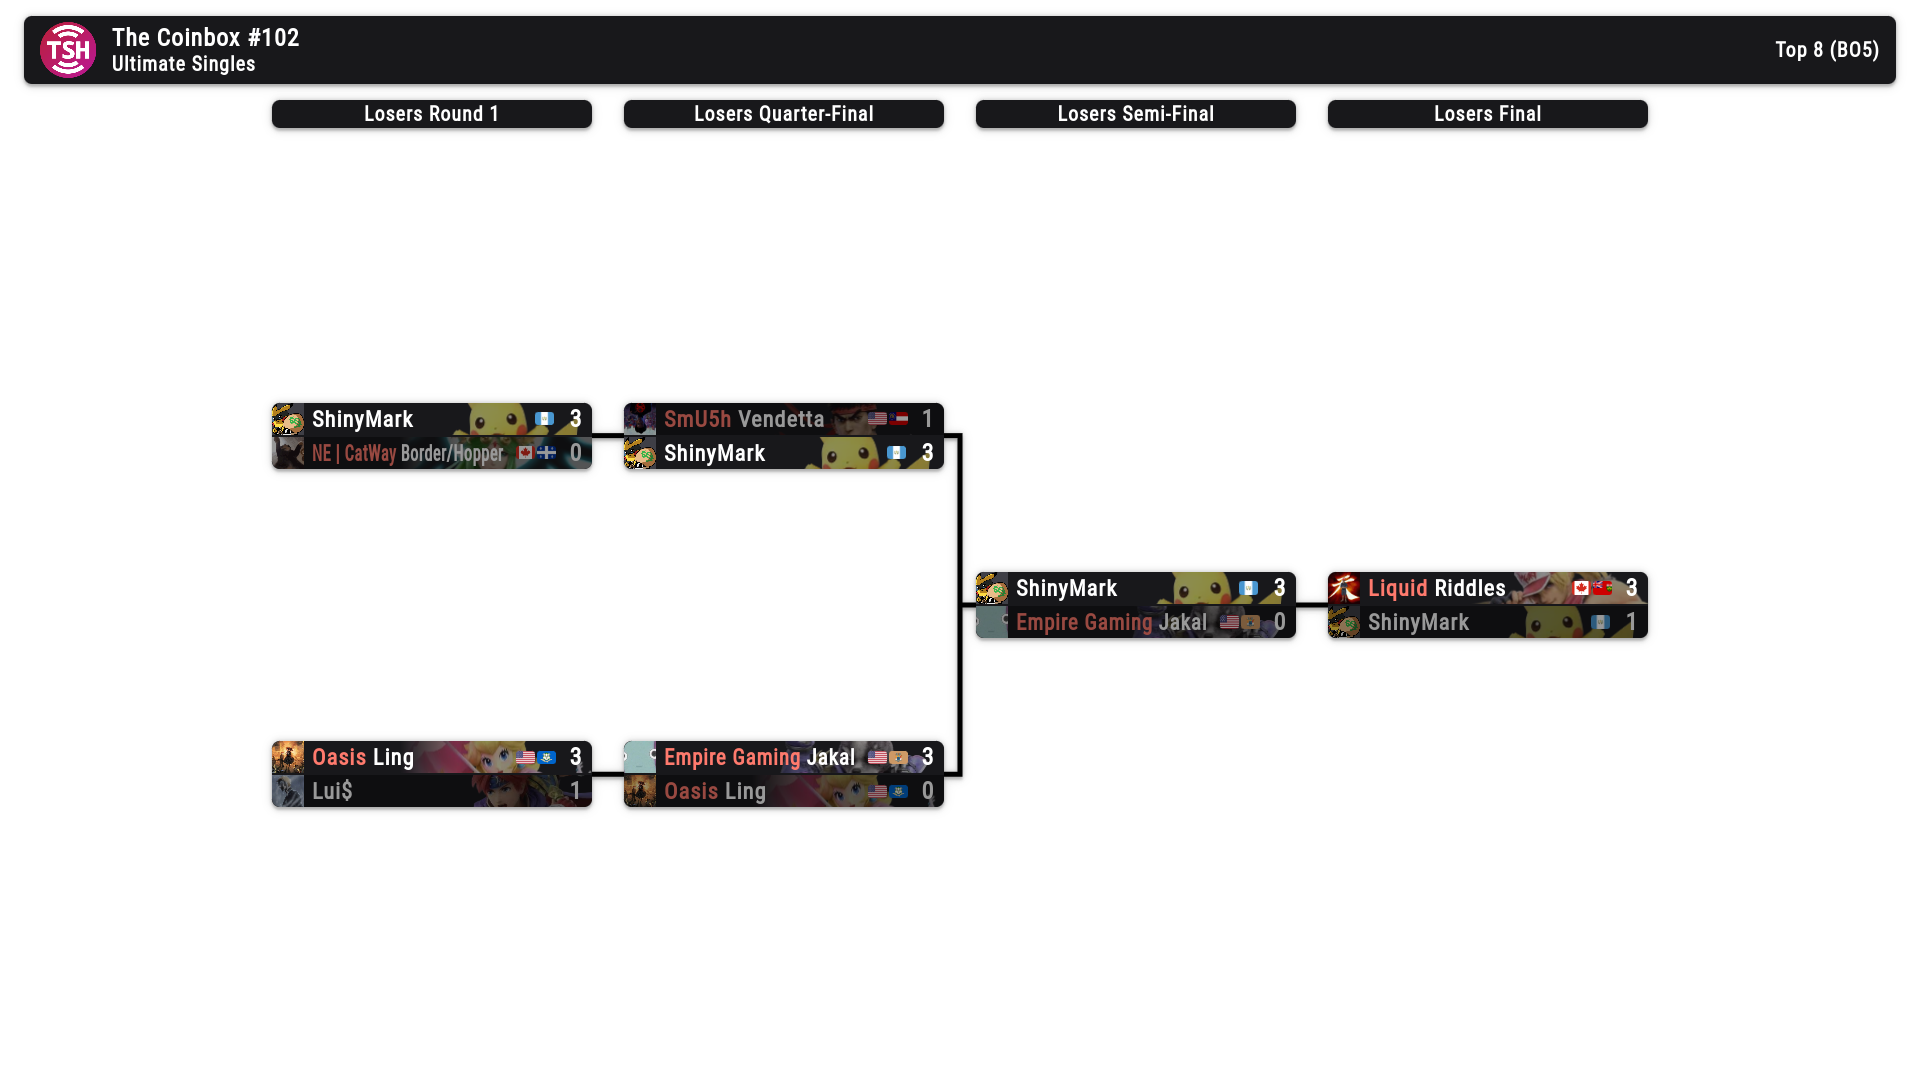 TSH
The Coinbox #102
Ultimate Singles
Top 8 (BO5)
Losers Round 1
Losers Quarter-Final
Losers Semi-Final
Losers Final
ShinyMark 3
NE | CatWay Border/Hopper 0
SmU5h Vendetta 1
ShinyMark 3
ShinyMark 3
Empire Gaming Jakal 0
Liquid Riddles 3
ShinyMark 1
Oasis Ling 3
Lui$ 1
Empire Gaming Jakal 3
Oasis Ling 0